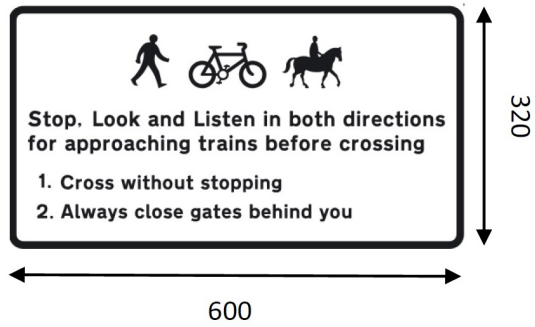 Stop, Look and Listen in both directions
for approaching trains before crossing
1. Cross without stopping
2. Always close gates behind you
320
600